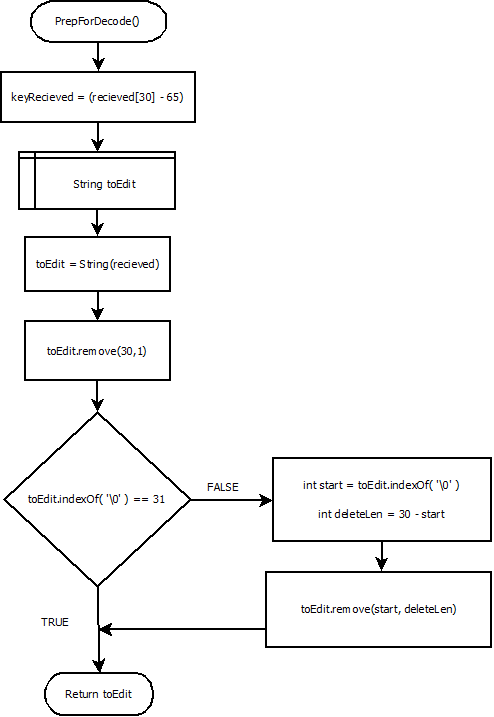 PrepForDecode()
keyRecieved = (recieved[30] - 65)
String toEdit
toEdit = String(recieved)
toEdit.remove(30,1)
toEdit.indexOf( '\0' ) == 31
FALSE
int start = toEdit.indexOf( '\0' )
int deleteLen = 30 - start
toEdit.remove(start, deleteLen)
TRUE
Return toEdit